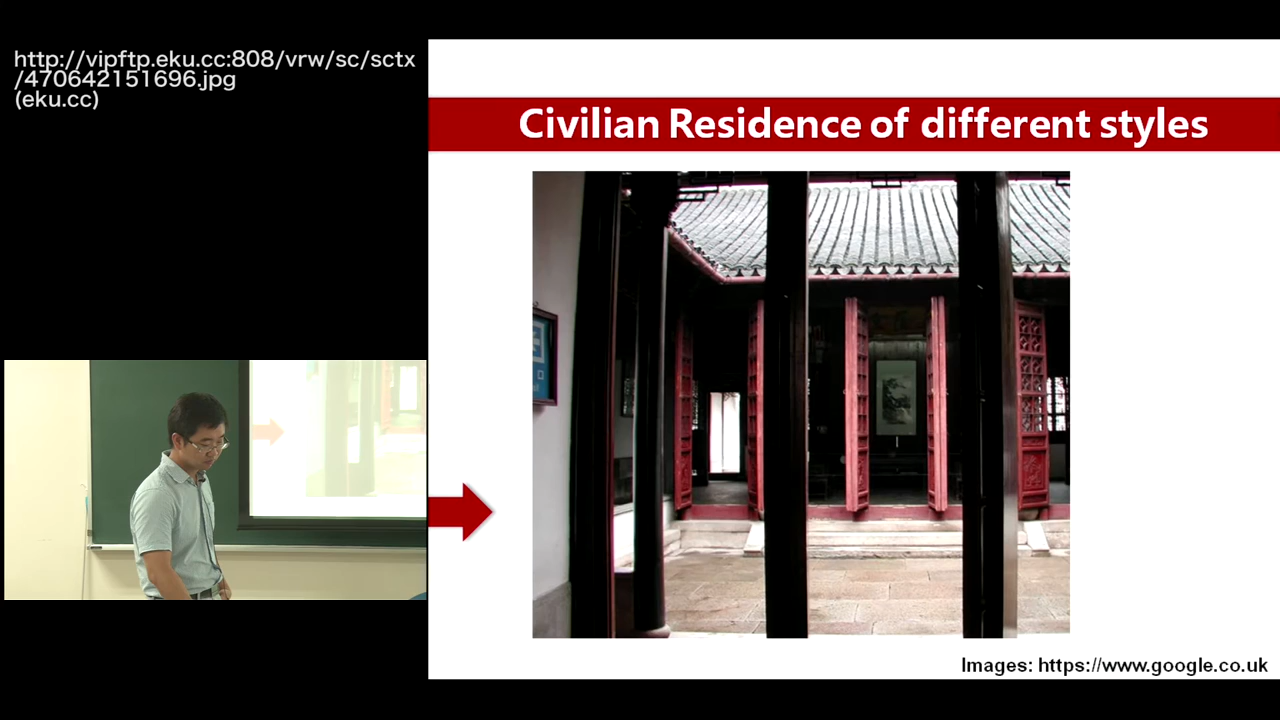 http://vipftp.eku.cc:808/vrw/sc/sctx
/470642151696.jpg
(eku.cc)
Civilian Residence of different styles
Images: https://www.google.co.uk